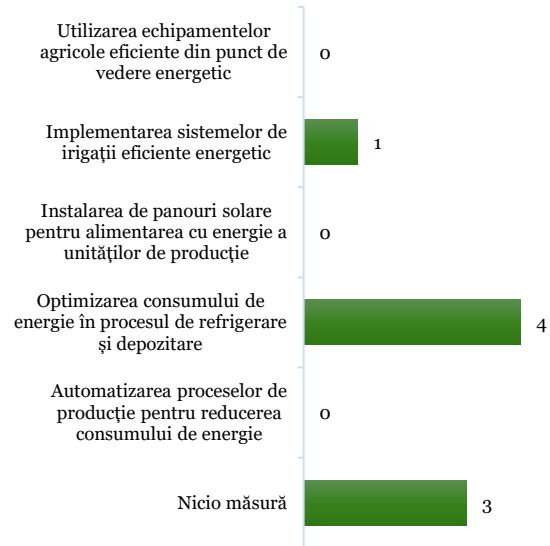 Utilizarea echipamentelor
agricole eficiente din punct de
vedere energetic
0
Implementarea sistemelor de
irigații eficiente energetic
1
Instalarea de panouri solare
pentru alimentarea cu energie a
unităților de producție
0
Optimizarea consumului de
energie în procesul de refrigerare
și depozitare
4
Automatizarea proceselor de
producție pentru reducerea
consumului de energie
0
Nicio măsură
3